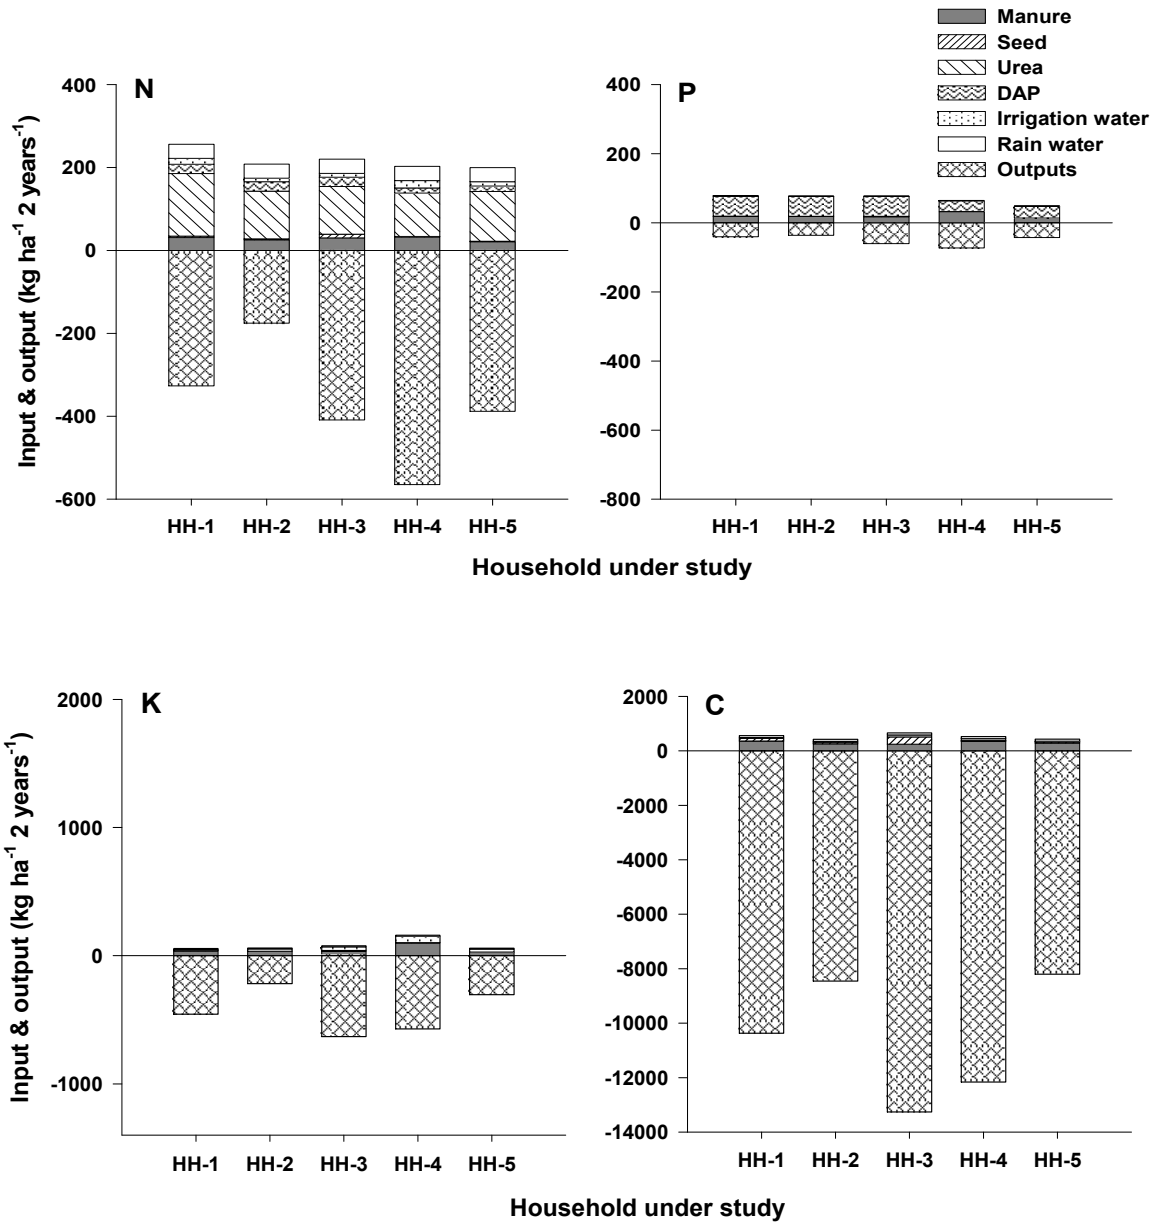 Manure
Seed
Urea
DAP
Irrigation water
Rain water
Outputs
N
400
200
0
-200
-400
-600
Input & output (kg ha⁻¹ 2 years⁻¹)
HH-1 HH-2 HH-3 HH-4 HH-5
P
400
200
0
-200
-400
-600
-800
HH-1 HH-2 HH-3 HH-4 HH-5
Household under study
K
2000
1000
0
-1000
Input & output (kg ha⁻¹ 2 years⁻¹)
HH-1 HH-2 HH-3 HH-4 HH-5
C
2000
0
-2000
-4000
-6000
-8000
-10000
-12000
-14000
HH-1 HH-2 HH-3 HH-4 HH-5
Household under study